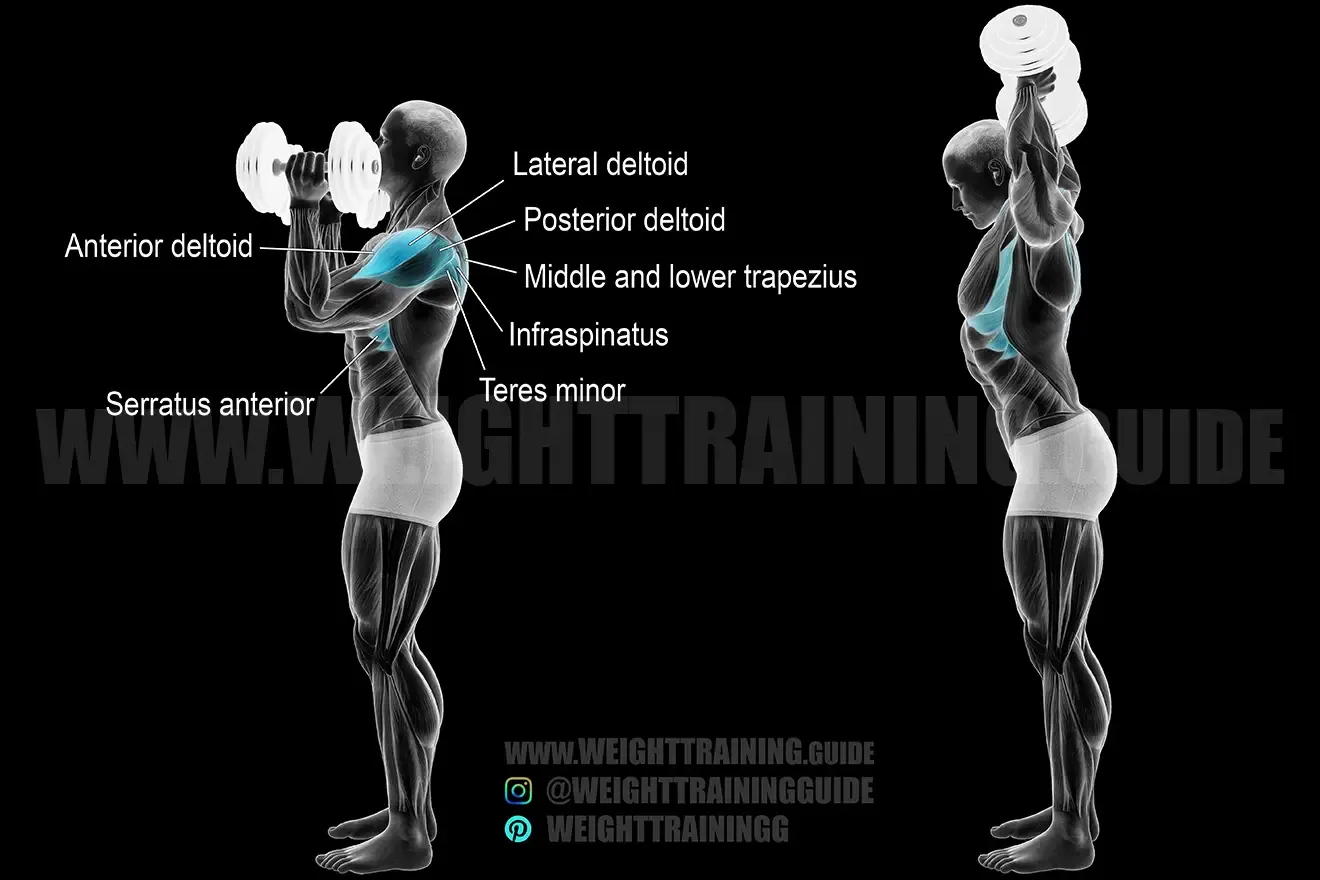 Lateral deltoid
Posterior deltoid
Anterior deltoid
Middle and lower trapezius
Infraspinatus
Teres minor
Serratus anterior
WWW.WEIGHTTRAINING.GUIDE
WWW.WEIGHTTRAINING.GUIDE
@WEIGHTTRAININGGUIDE
WEIGHTTRAININGG